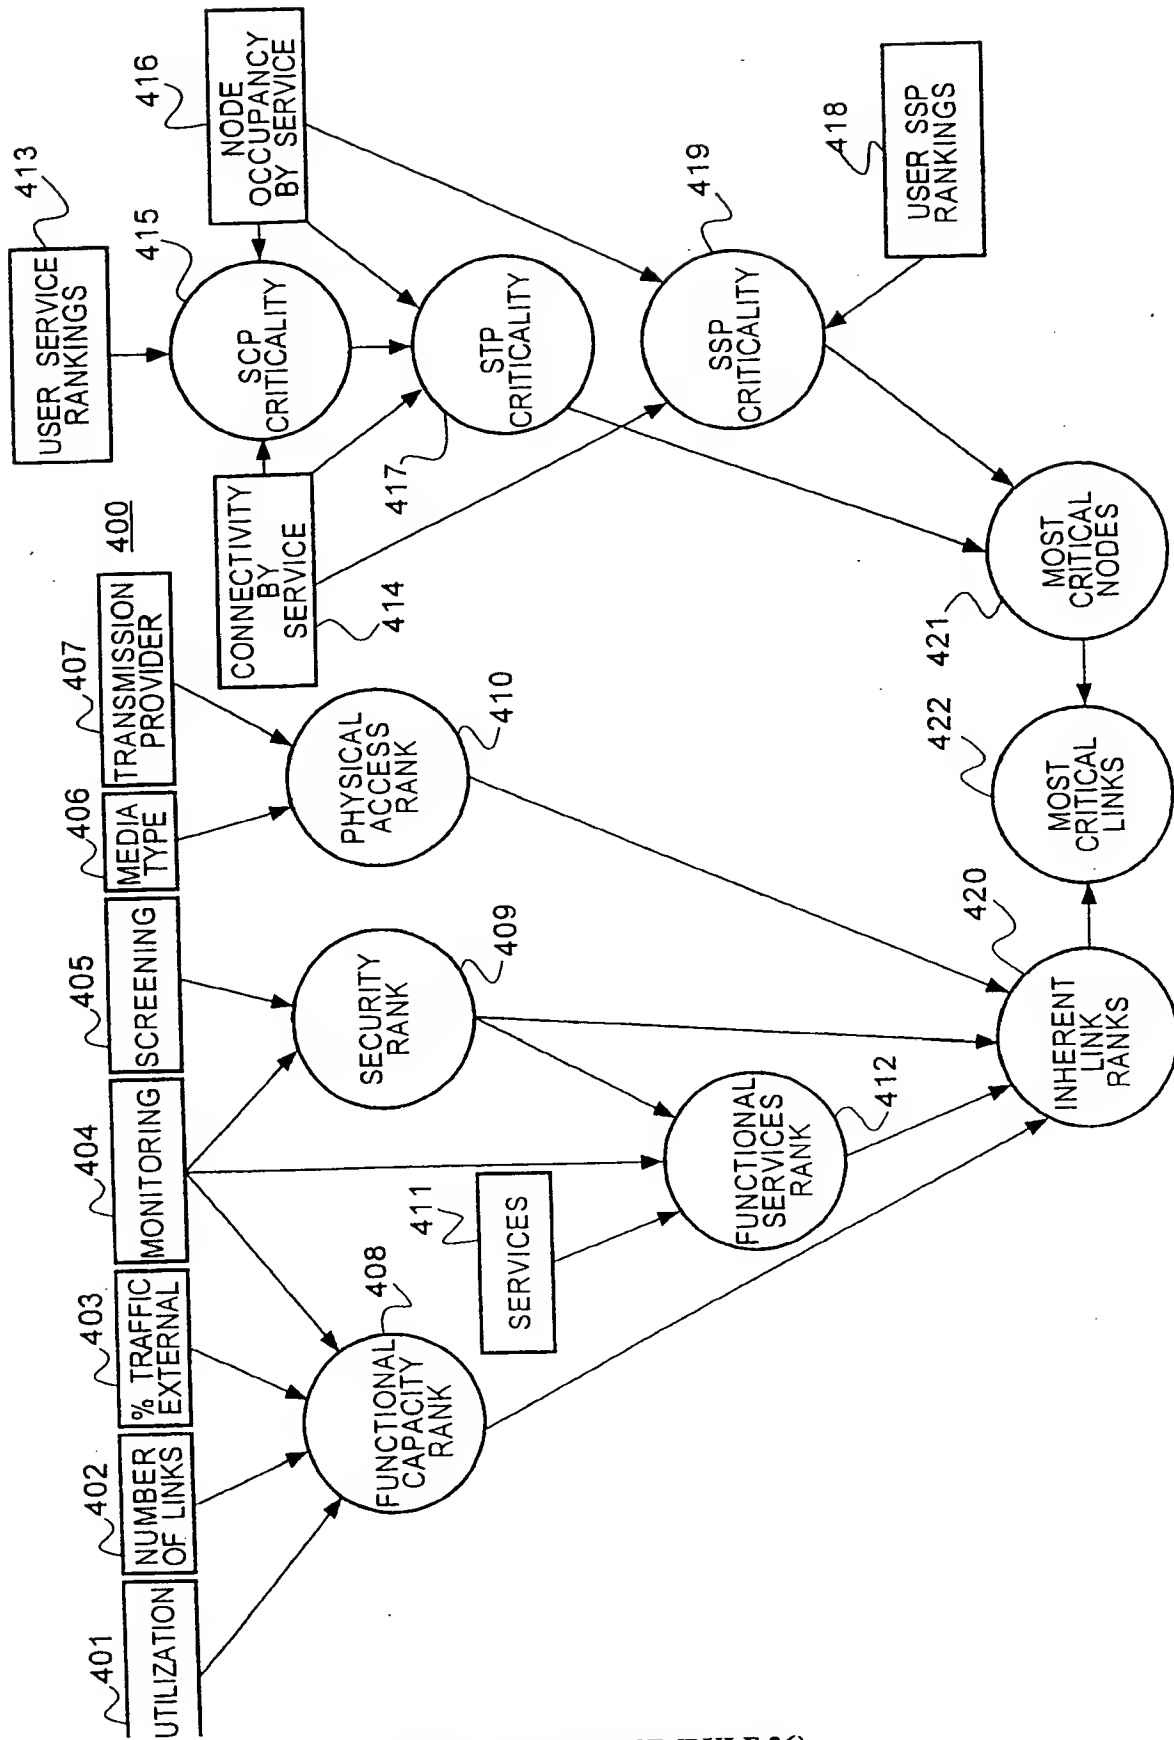 401
402
403
404
405
406
407
400
UTILIZATION
NUMBER
OF LINKS
% TRAFFIC
EXTERNAL
MONITORING
SCREENING
MEDIA
TYPE
TRANSMISSION
PROVIDER
413
USER SERVICE
RANKINGS
416
NODE
OCCUPANCY
BY SERVICE
415
SCP
CRITICALITY
CONNECTIVITY
BY
SERVICE
414
408
FUNCTIONAL
CAPACITY
RANK
SECURITY
RANK
409
PHYSICAL
ACCESS
RANK
410
417
STP
CRITICALITY
411
SERVICES
FUNCTIONAL
SERVICES
RANK
412
SSP
CRITICALITY
419
418
USER SSP
RANKINGS
420
INHERENT
LINK
RANKS
422
MOST
CRITICAL
LINKS
421
MOST
CRITICAL
NODES